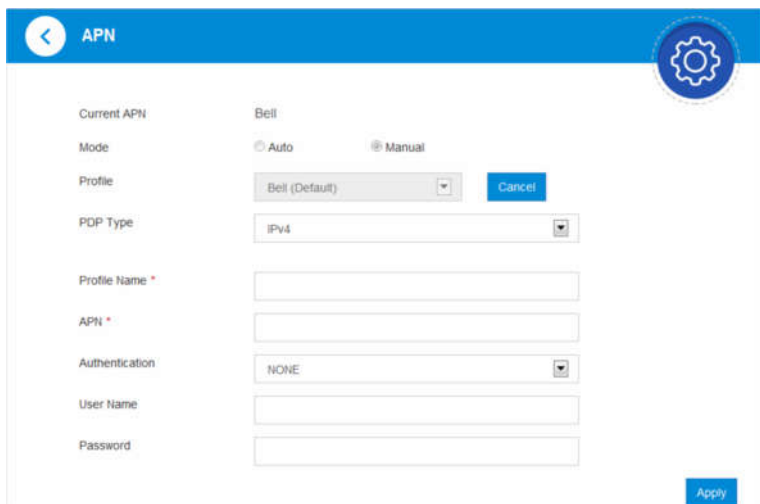 APN
Current APN Bell
Mode Auto Manual
Profile Bell (Default) Cancel
PDP Type IPv4
Profile Name *
APN *
Authentication NONE
User Name
Password
Apply